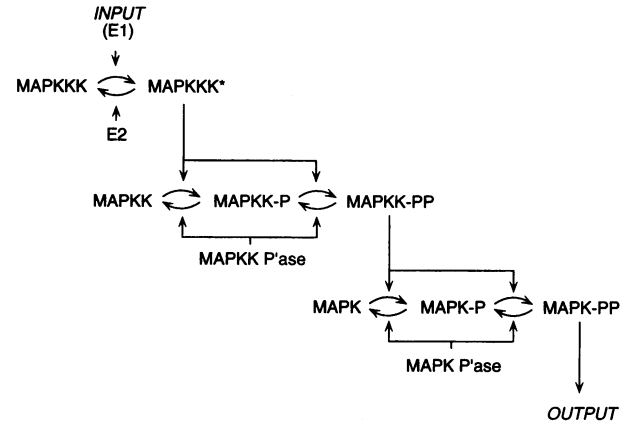 INPUT
(E1)
MAPKKK
MAPKKK*
E2
MAPKK
MAPKK-P
MAPKK-PP
MAPKK P'ase
MAPK
MAPK-P
MAPK-PP
MAPK P'ase
OUTPUT